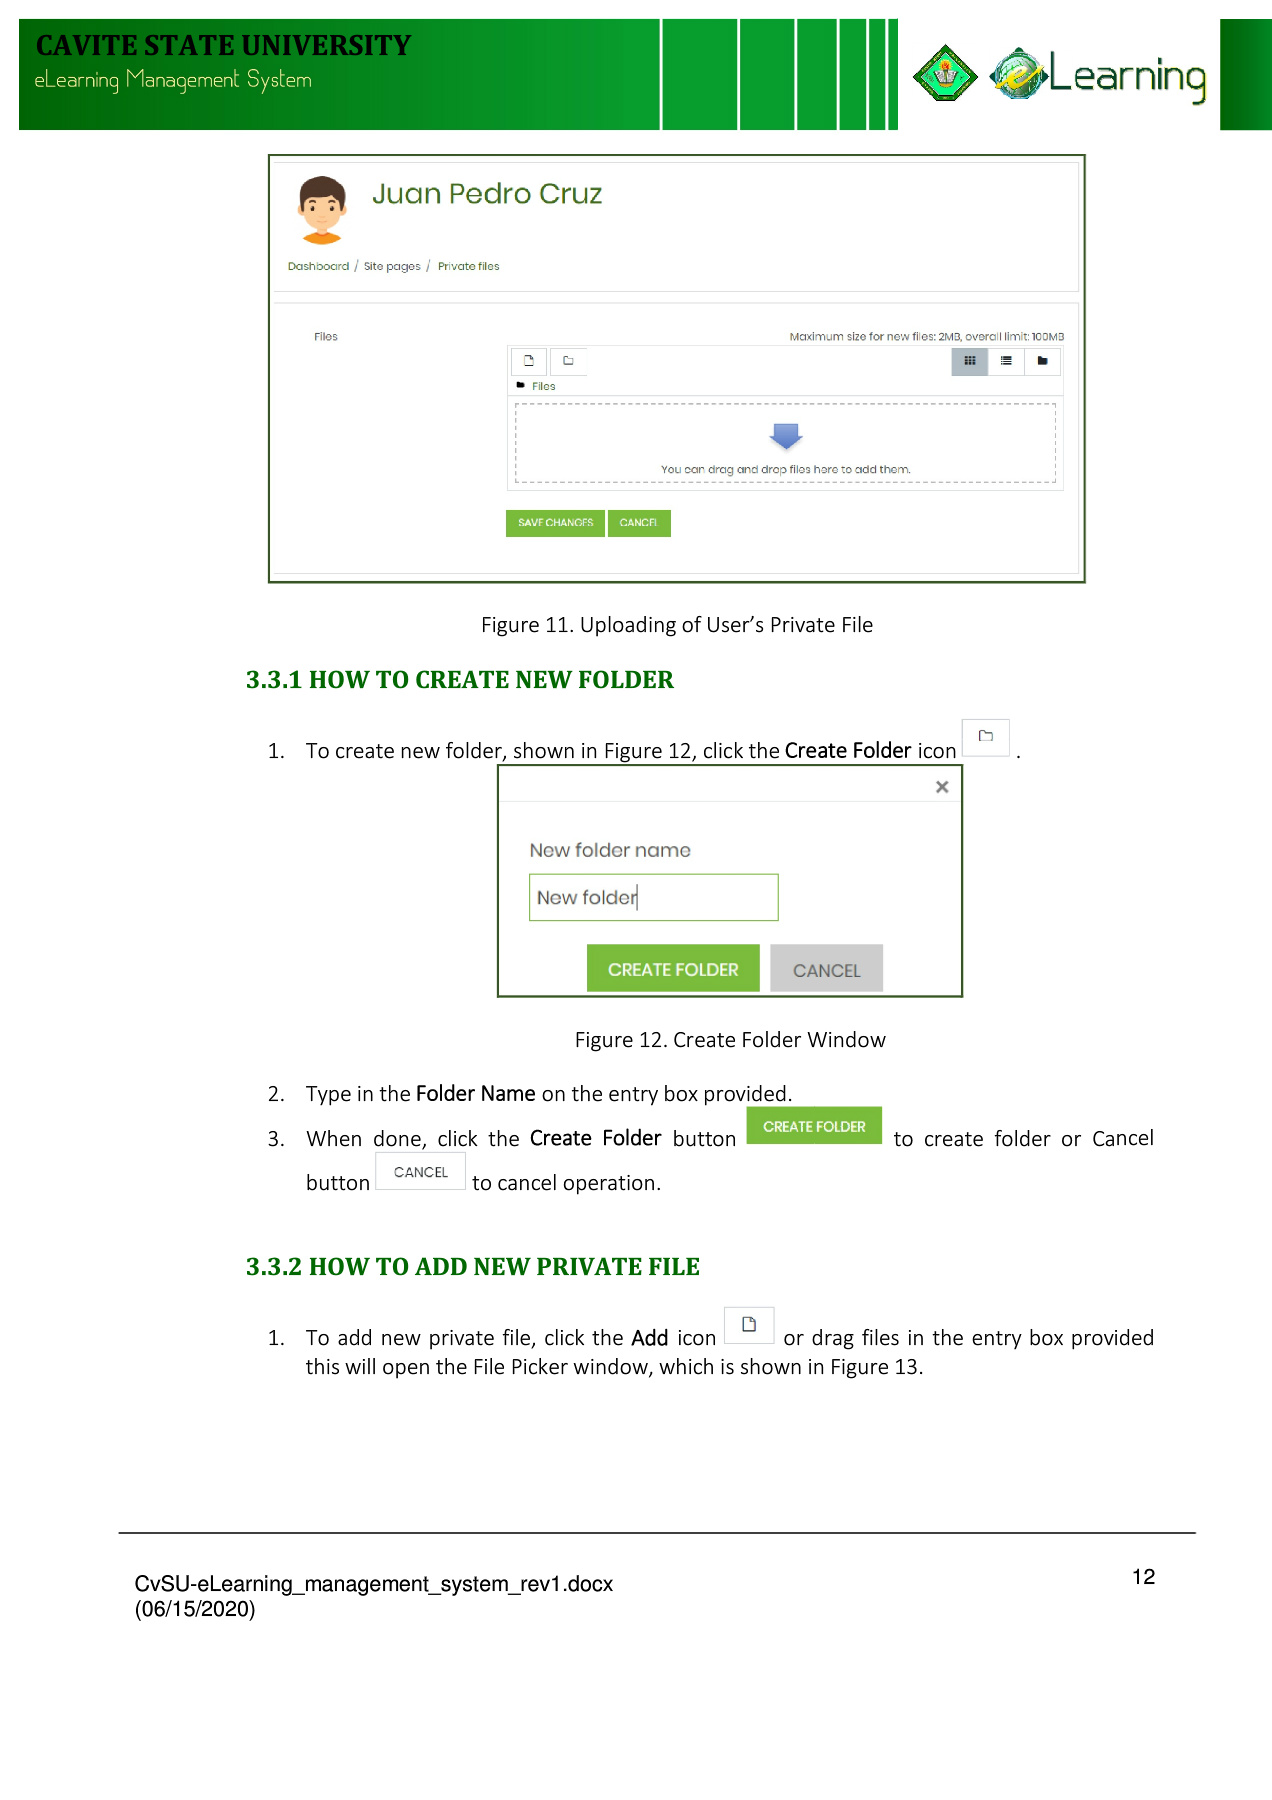 CAVITE STATE UNIVERSITY
eLearning Management System
eLearning
Juan Pedro Cruz
Dashboard / Site pages / Private files
Files
Maximum size for new files: 2MB, overall limit: 100MB
Files
You can drag and drop files here to add them.
SAVE CHANGES CANCEL
Figure 11. Uploading of User’s Private File
3.3.1 HOW TO CREATE NEW FOLDER
1. To create new folder, shown in Figure 12, click the Create Folder icon .
New folder name
New folder
CREATE FOLDER CANCEL
Figure 12. Create Folder Window
2. Type in the Folder Name on the entry box provided.
3. When done, click the Create Folder button CREATE FOLDER to create folder or Cancel
button CANCEL to cancel operation.
3.3.2 HOW TO ADD NEW PRIVATE FILE
1. To add new private file, click the Add icon or drag files in the entry box provided
this will open the File Picker window, which is shown in Figure 13.
CvSU-eLearning_management_system_rev1.docx
(06/15/2020)
12